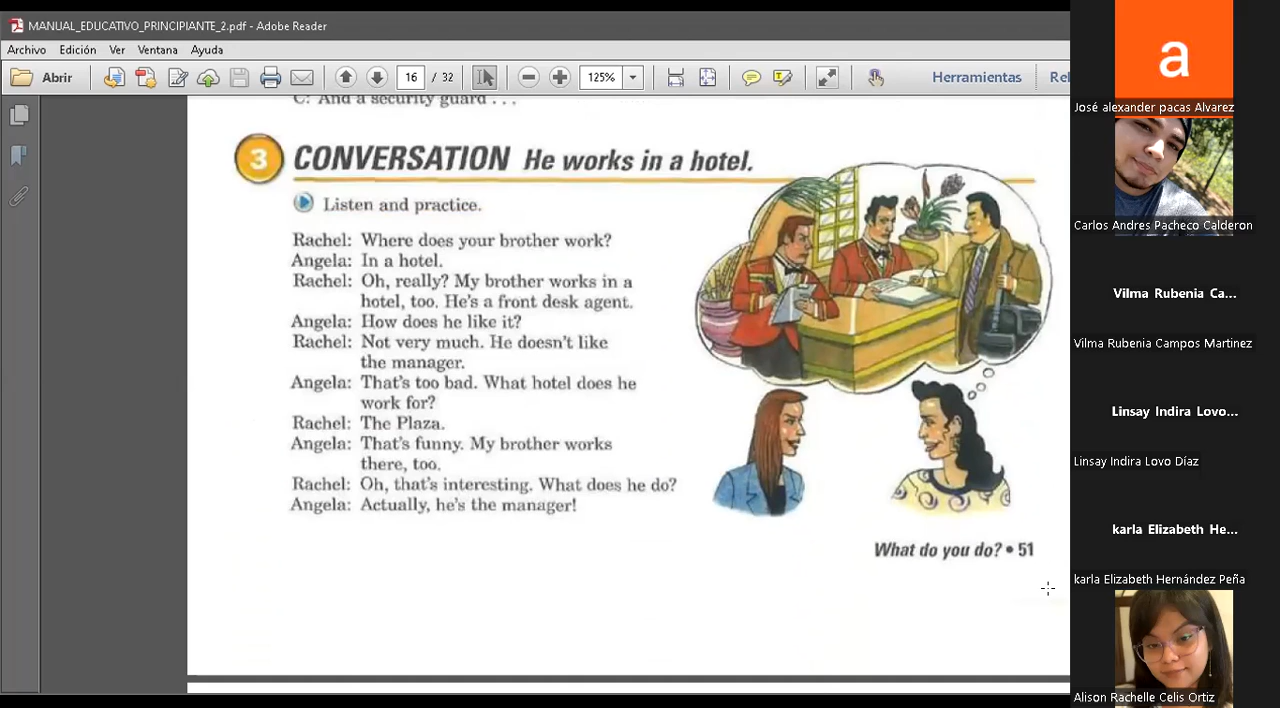 MANUAL_EDUCATIVO_PRINCIPIANTE_2.pdf - Adobe Reader
Archivo Edición Ver Ventana Ayuda
Abrir 16 / 32 125% Herramientas Rel
C: And a security guard . . .
3 CONVERSATION He works in a hotel.
Listen and practice.
Rachel: Where does your brother work?
Angela: In a hotel.
Rachel: Oh, really? My brother works in a
hotel, too. He's a front desk agent.
Angela: How does he like it?
Rachel: Not very much. He doesn't like
the manager.
Angela: That's too bad. What hotel does he
work for?
Rachel: The Plaza.
Angela: That's funny. My brother works
there, too.
Rachel: Oh, that's interesting. What does he do?
Angela: Actually, he's the manager!
What do you do? • 51
a
José alexander pacas Alvarez
Carlos Andres Pacheco Calderon
Vilma Rubenia Ca...
Vilma Rubenia Campos Martinez
Linsay Indira Lovo...
Linsay Indira Lovo Díaz
karla Elizabeth He...
karla Elizabeth Hernández Peña
Alison Rachelle Celis Ortiz